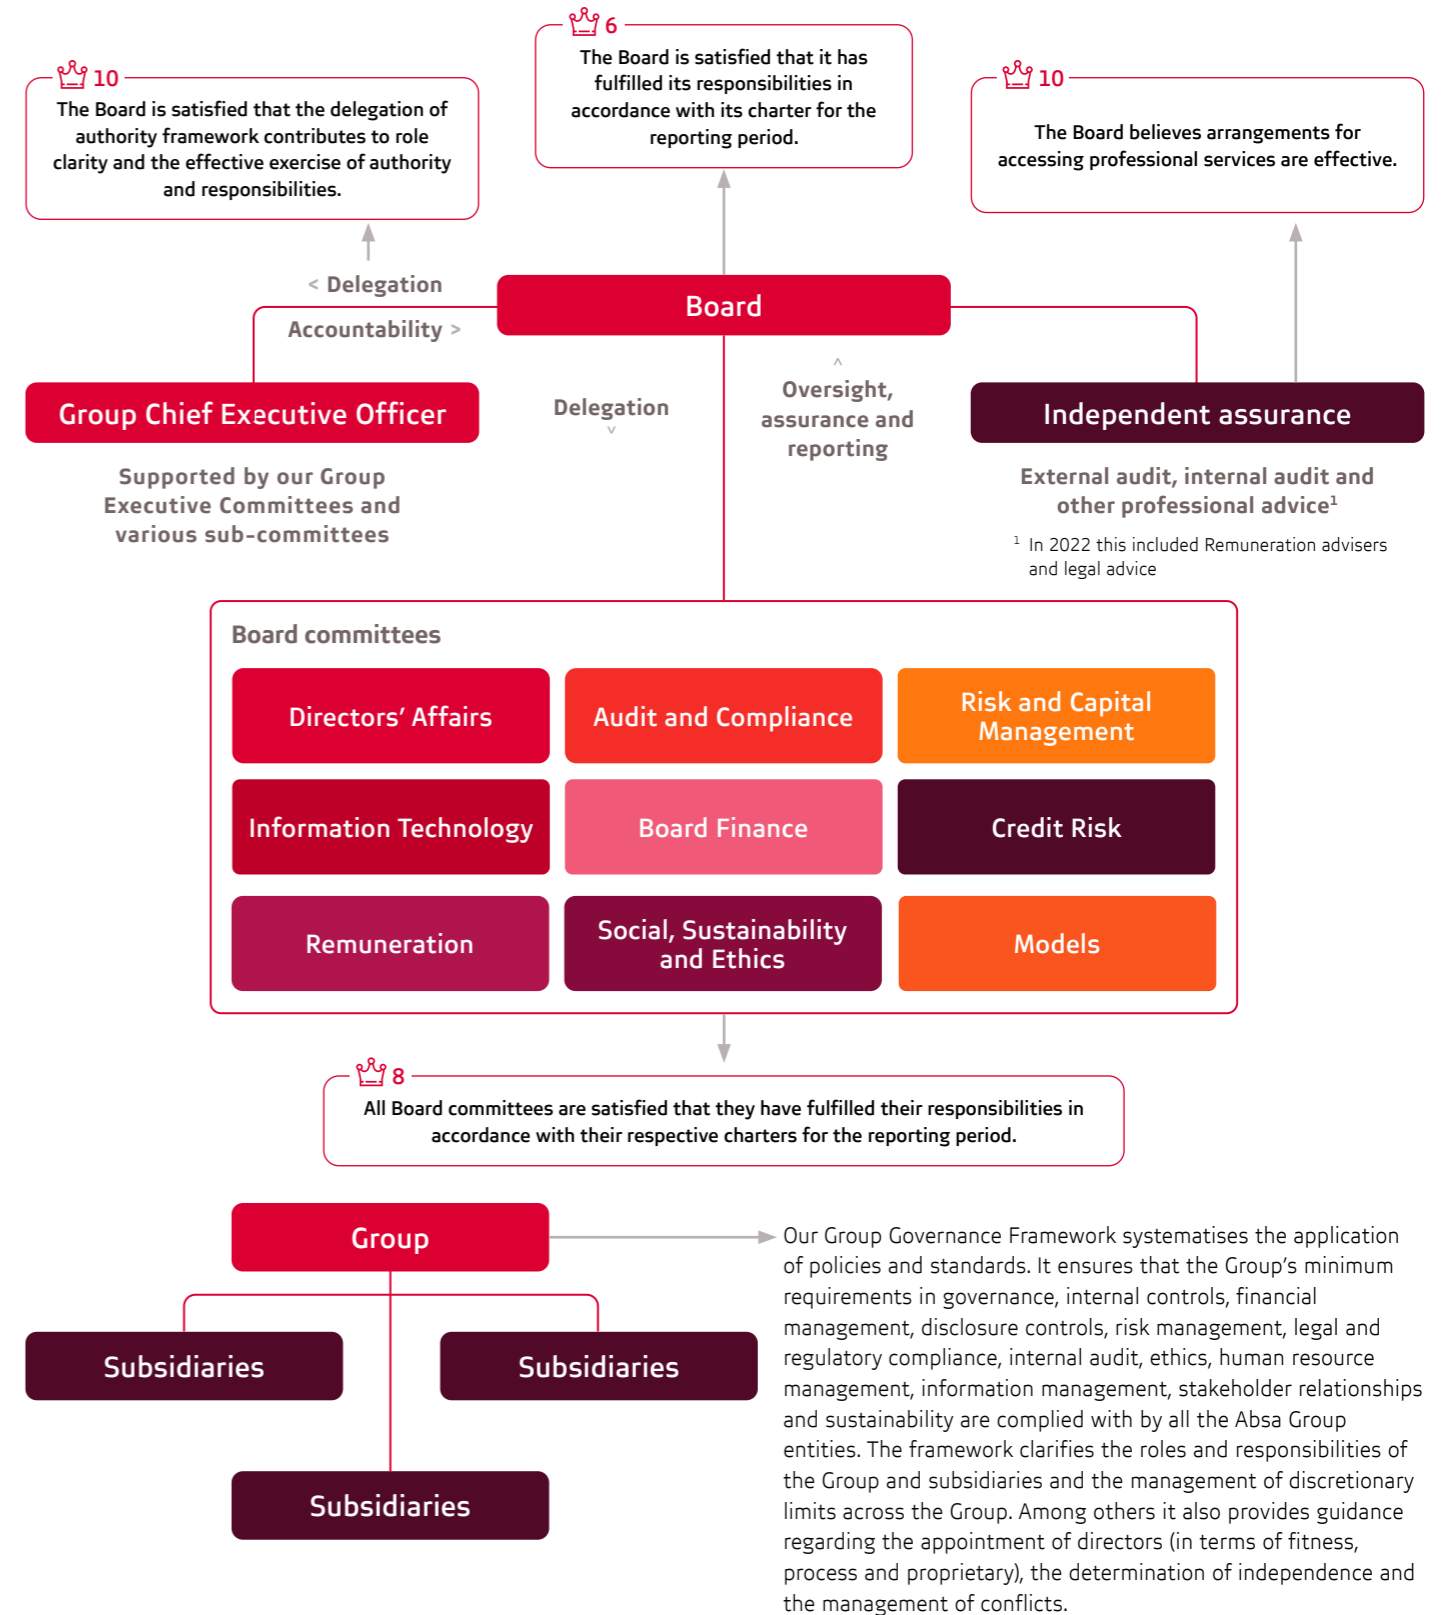 6
The Board is satisfied that it has
fulfilled its responsibilities in
accordance with its charter for the
reporting period.
10
The Board is satisfied that the delegation of
authority framework contributes to role
clarity and the effective exercise of authority
and responsibilities.
10
The Board believes arrangements for
accessing professional services are effective.
< Delegation
Accountability >
Board
Group Chief Executive Officer
Supported by our Group
Executive Committees and
various sub-committees
Delegation
˅
˄
Oversight,
assurance and
reporting
Independent assurance
External audit, internal audit and
other professional advice¹
¹ In 2022 this included Remuneration advisers
and legal advice
Board committees
Directors’ Affairs
Audit and Compliance
Risk and Capital
Management
Information Technology
Board Finance
Credit Risk
Remuneration
Social, Sustainability
and Ethics
Models
8
All Board committees are satisfied that they have fulfilled their responsibilities in
accordance with their respective charters for the reporting period.
Group
Subsidiaries
Subsidiaries
Subsidiaries
Our Group Governance Framework systematises the application
of policies and standards. It ensures that the Group’s minimum
requirements in governance, internal controls, financial
management, disclosure controls, risk management, legal and
regulatory compliance, internal audit, ethics, human resource
management, information management, stakeholder relationships
and sustainability are complied with by all the Absa Group
entities. The framework clarifies the roles and responsibilities of
the Group and subsidiaries and the management of discretionary
limits across the Group. Among others it also provides guidance
regarding the appointment of directors (in terms of fitness,
process and proprietary), the determination of independence and
the management of conflicts.